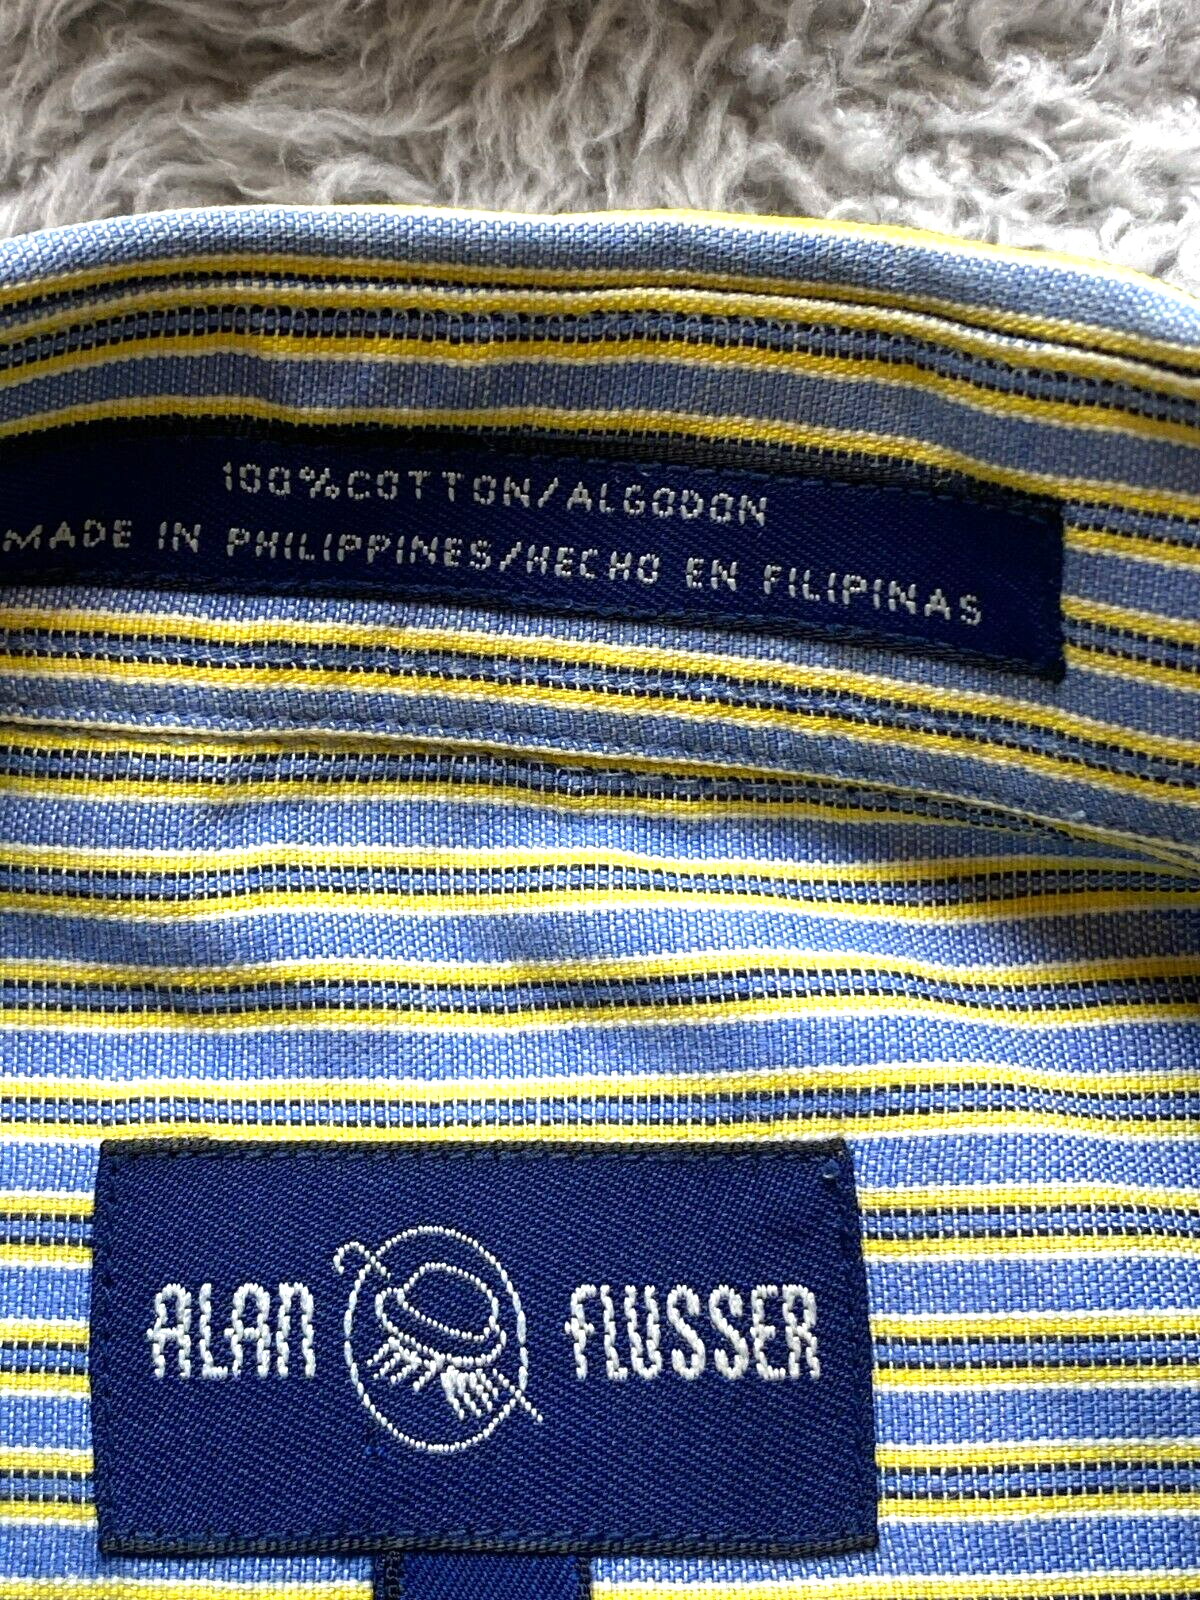 100%COTTON/ALGODON
MADE IN PHILIPPINES/HECHO EN FILIPINAS
ALAN FLUSSER